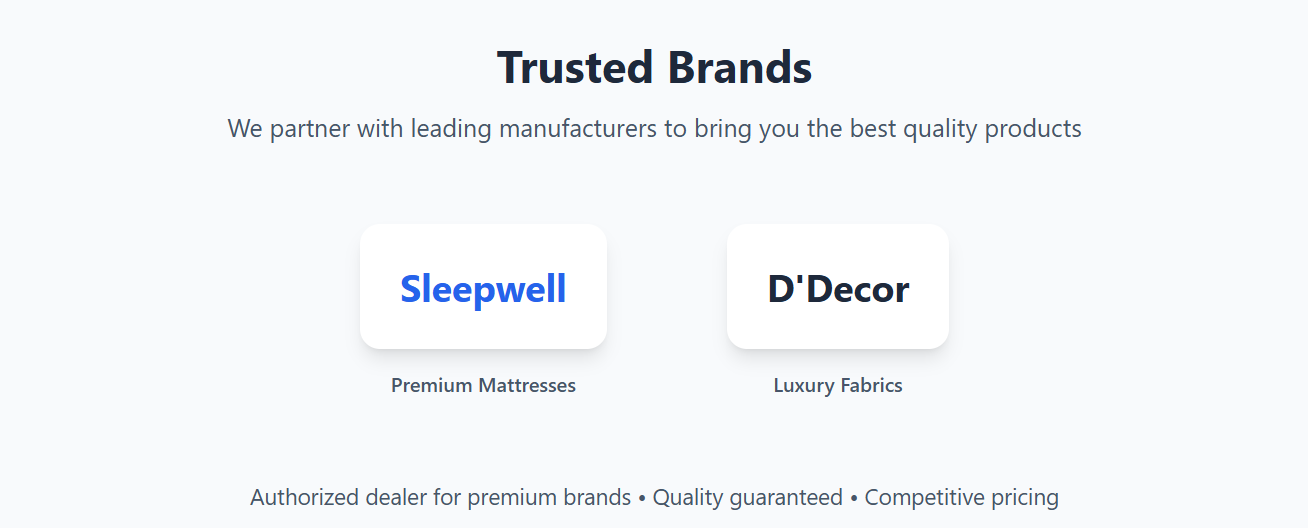 Trusted Brands
We partner with leading manufacturers to bring you the best quality products
Sleepwell
D'Decor
Premium Mattresses
Luxury Fabrics
Authorized dealer for premium brands • Quality guaranteed • Competitive pricing